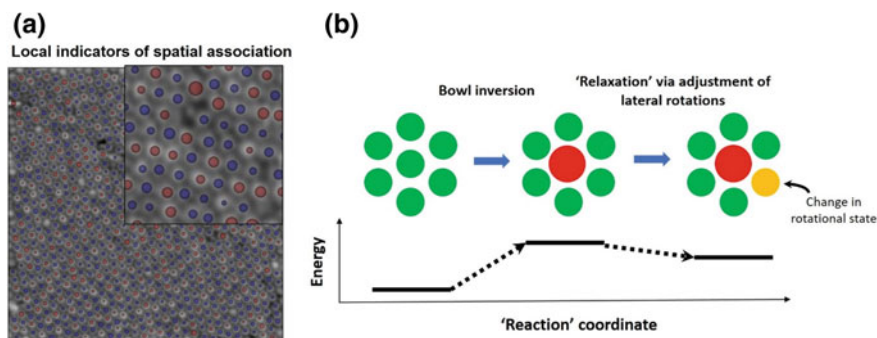 (a)
Local indicators of spatial association
(b)
Bowl inversion
'Relaxation' via adjustment of
lateral rotations
Change in
rotational state
Energy
'Reaction' coordinate